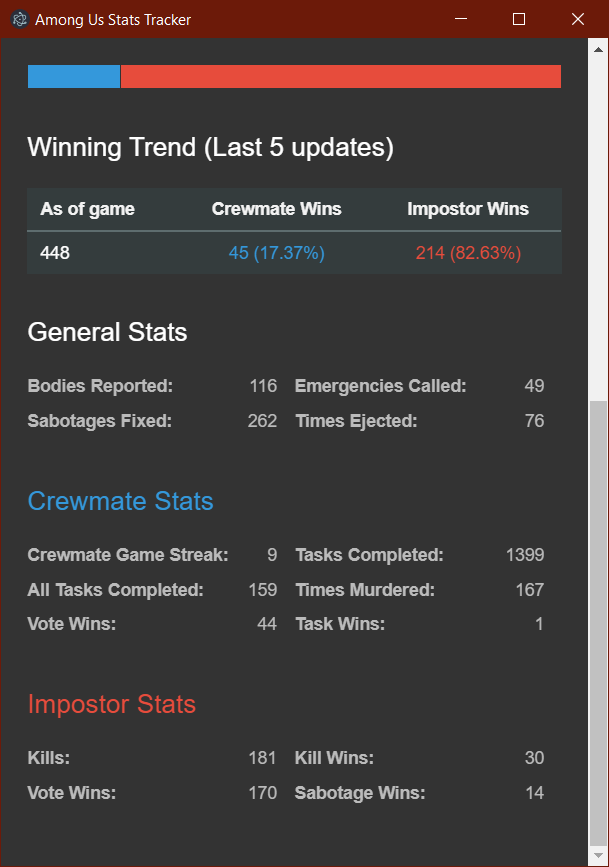 Among Us Stats Tracker
Winning Trend (Last 5 updates)
As of game Crewmate Wins Impostor Wins
448 45 (17.37%) 214 (82.63%)
General Stats
Bodies Reported: 116 Emergencies Called: 49
Sabotages Fixed: 262 Times Ejected: 76
Crewmate Stats
Crewmate Game Streak: 9 Tasks Completed: 1399
All Tasks Completed: 159 Times Murdered: 167
Vote Wins: 44 Task Wins: 1
Impostor Stats
Kills: 181 Kill Wins: 30
Vote Wins: 170 Sabotage Wins: 14